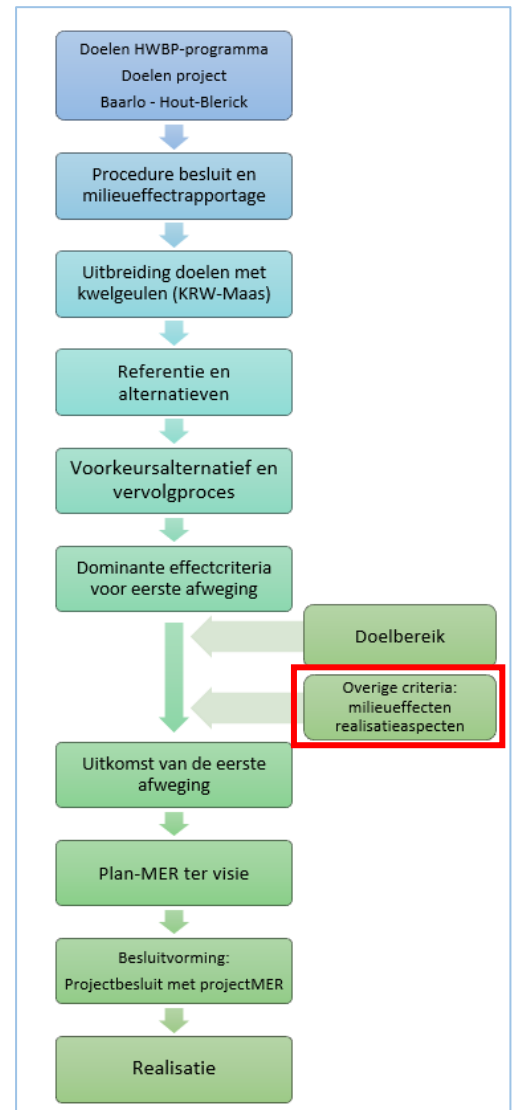 Doelen HWBP-programma
Doelen project
Baarlo - Hout-Blerick
Procedure besluit en
milieueffectrapportage
Uitbreiding doelen met
kwelgeulen (KRW-Maas)
Referentie en
alternatieven
Voorkeursalternatief en
vervolgproces
Dominante effectcriteria
voor eerste afweging
Doelbereik
Overige criteria:
milieueffecten
realisatieaspecten
Uitkomst van de eerste
afweging
Plan-MER ter visie
Besluitvorming:
Projectbesluit met projectMER
Realisatie